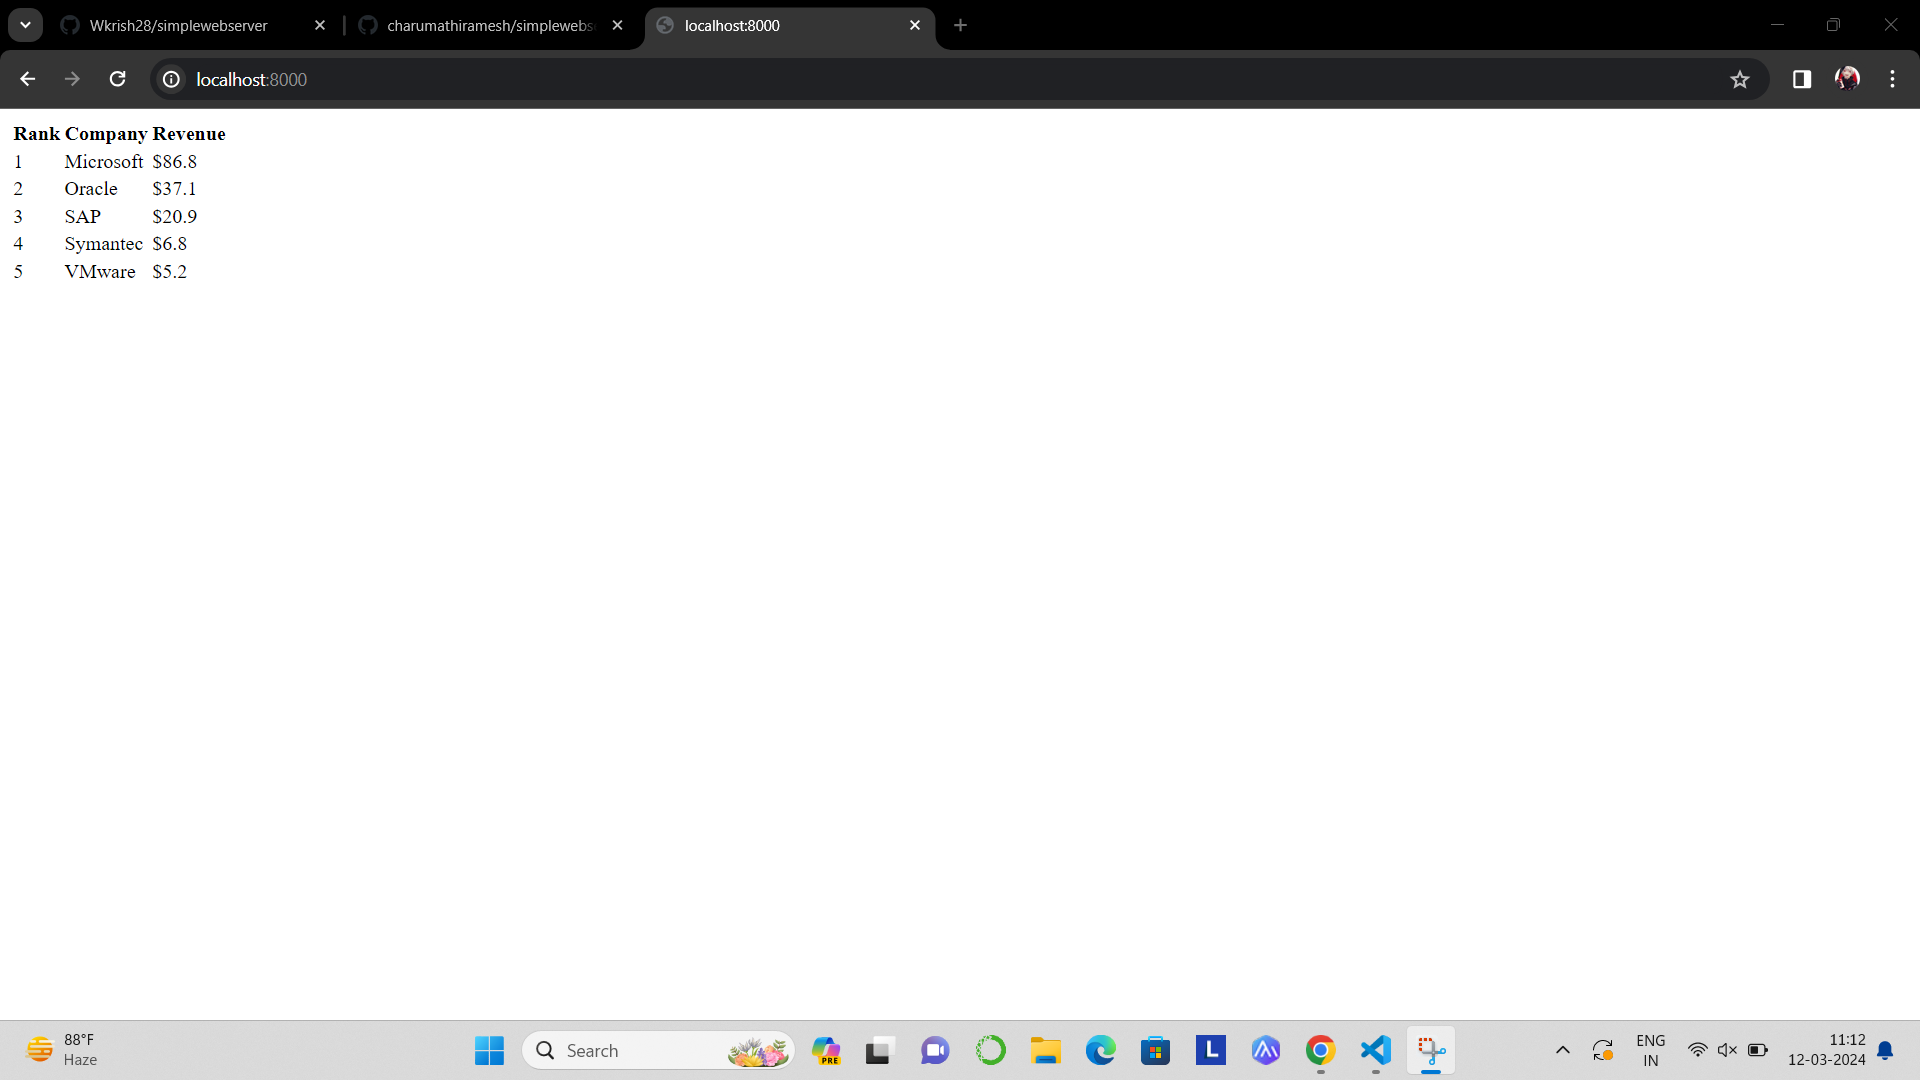 Wkrish28/simplewebserver
charumathiramesh/simplewebs
localhost:8000
localhost:8000
Rank Company Revenue
1 Microsoft $86.8
2 Oracle $37.1
3 SAP $20.9
4 Symantec $6.8
5 VMware $5.2
88°F
Haze
Search
PRE
L
ENG
IN
11:12
12-03-2024